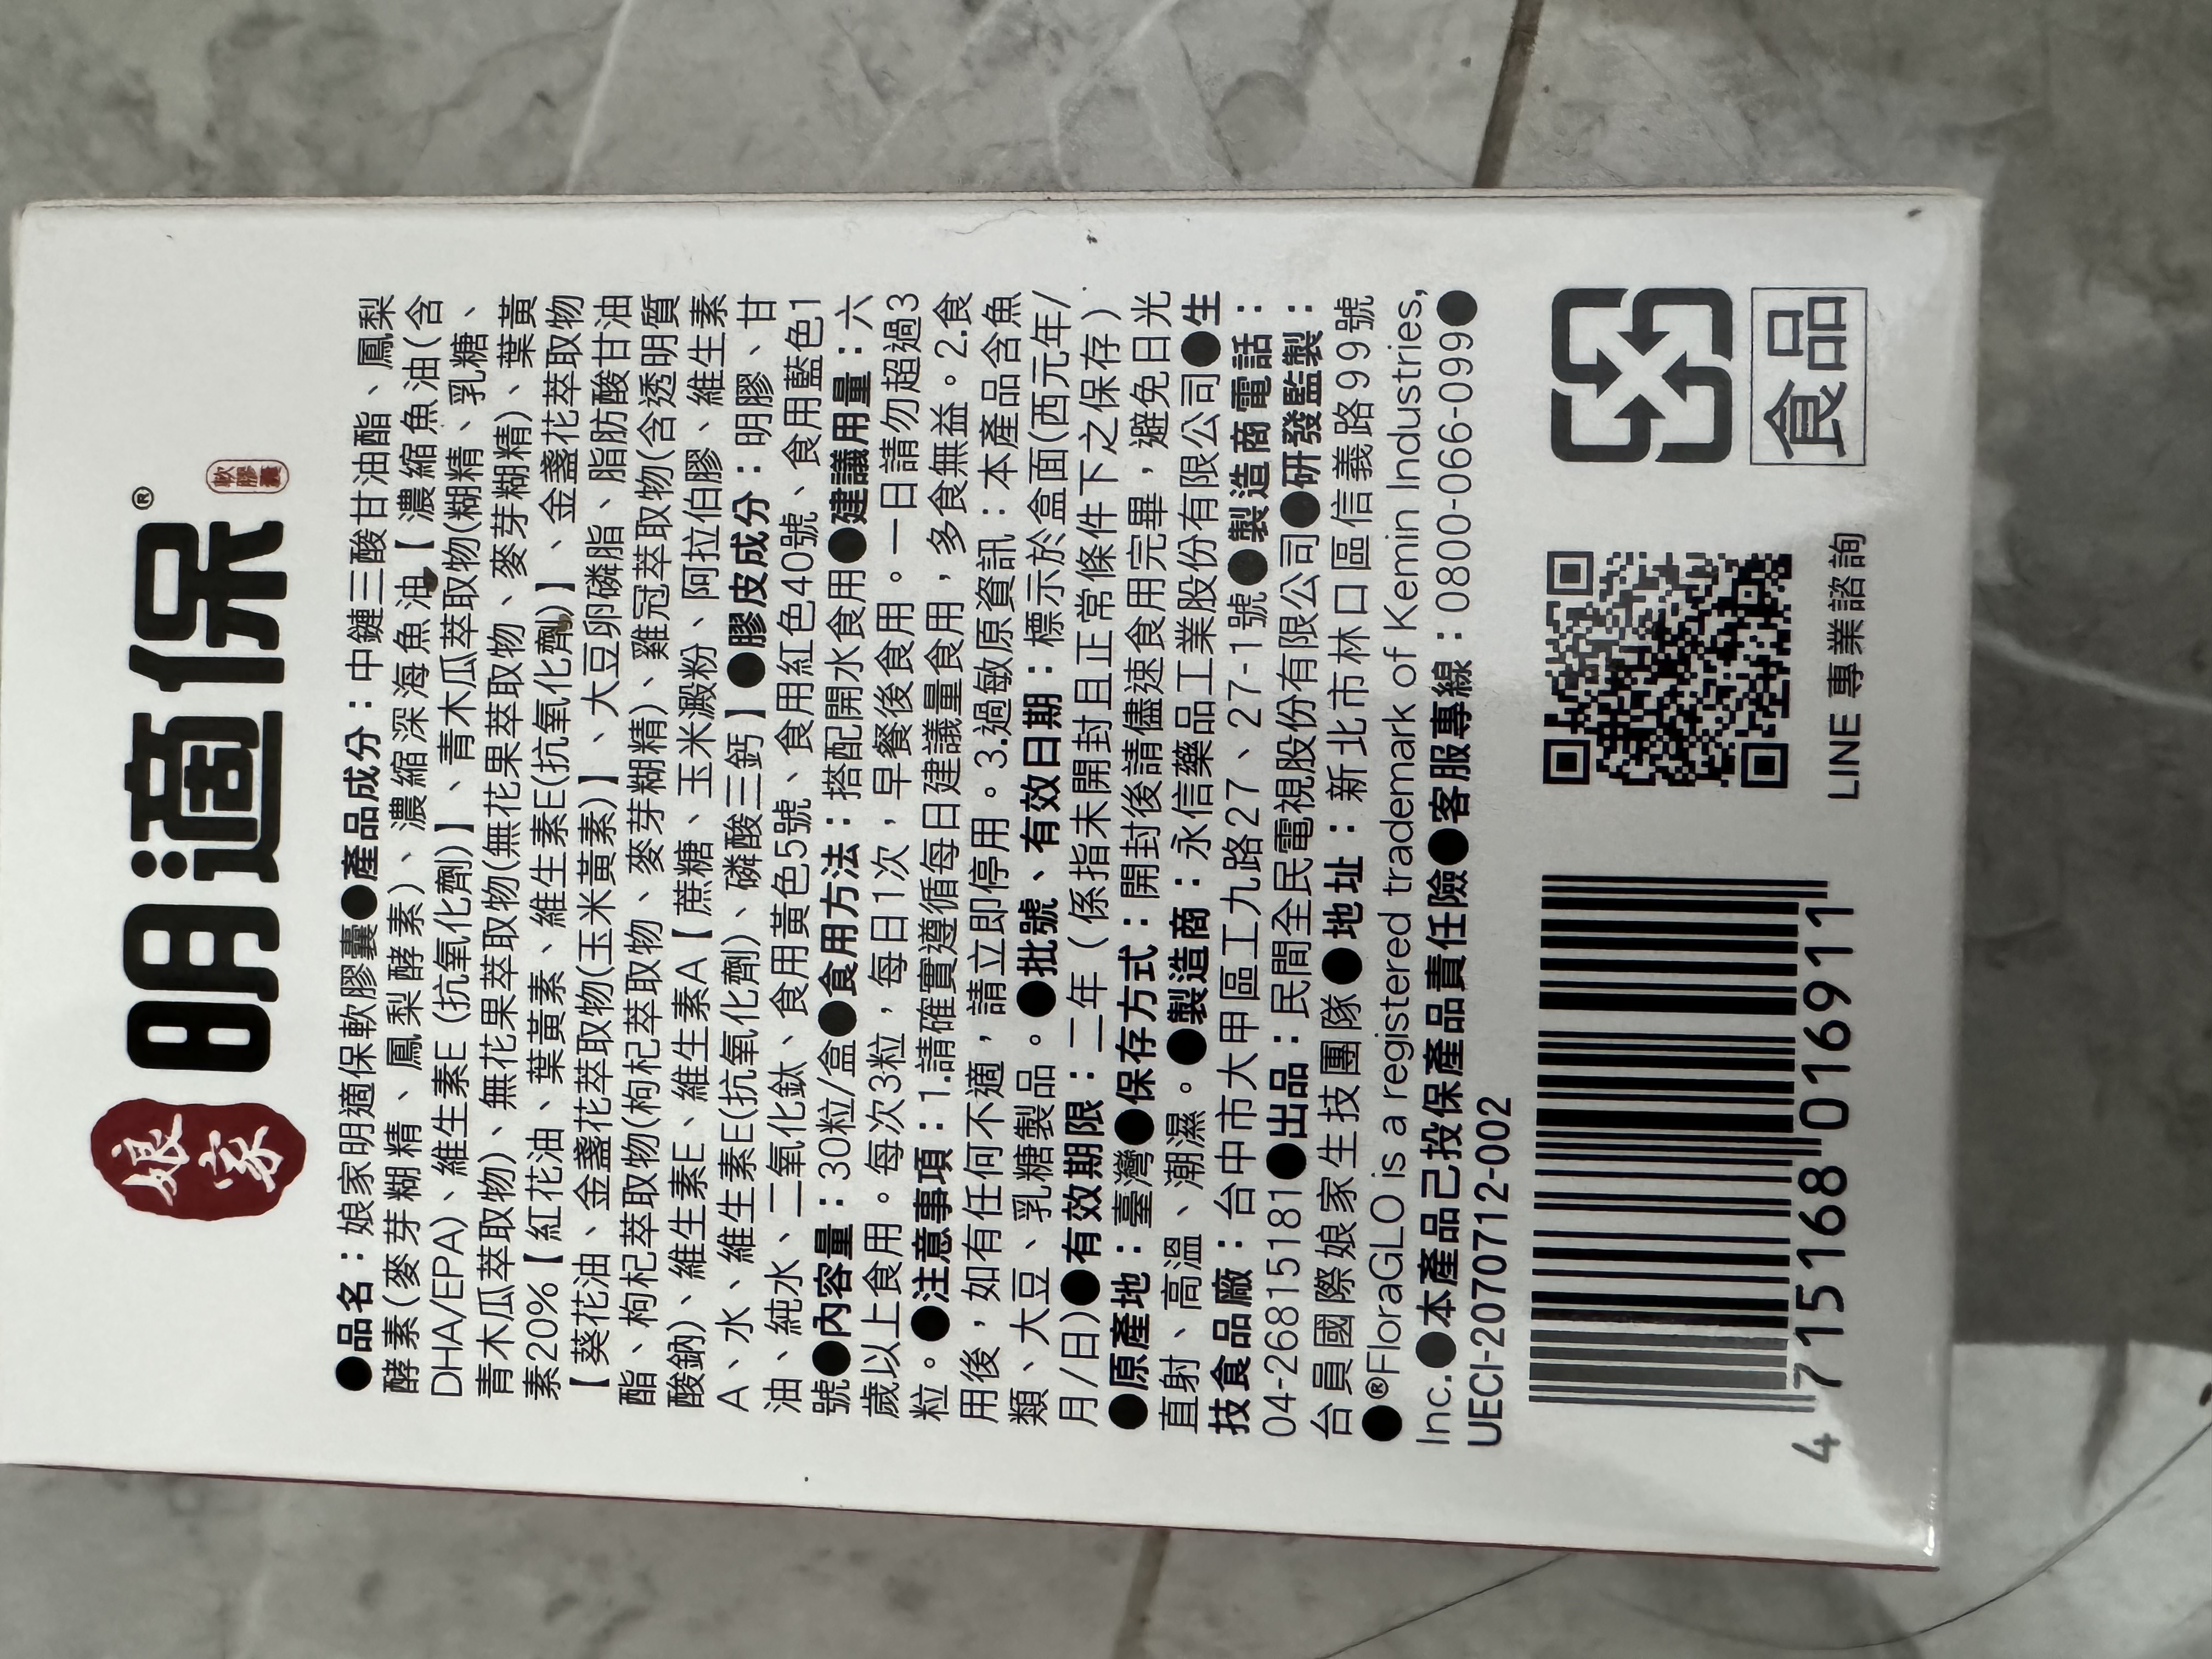 娘家
明適保®
軟膠囊
●品名：娘家明適保軟膠囊●產品成分：中鏈三酸甘油酯、鳳梨
酵素(麥芽糊精、鳳梨酵素)、濃縮深海魚油【濃縮魚油(含
DHA/EPA)、維生素E (抗氧化劑)】、青木瓜萃取物(糊精、乳糖、
青木瓜萃取物)、無花果萃取物(無花果萃取物、麥芽糊精)、葉黃
素20%【紅花油、葉黃素、維生素E(抗氧化劑)】、金盞花萃取物
【葵花油、金盞花萃取物(玉米黃素)】、大豆卵磷脂、脂肪酸甘油
酯、枸杞萃取物(枸杞萃取物、麥芽糊精)、雞冠萃取物(含透明質
酸鈉)、維生素E、維生素A【蔗糖、玉米澱粉、阿拉伯膠、維生素
A、水、維生素E(抗氧化劑)、磷酸三鈣】●膠皮成分：明膠、甘
油、純水、二氧化鈦、食用黃色5號、食用紅色40號、食用藍色1
號●內容量：30粒/盒●食用方法：搭配開水食用●建議用量：六
歲以上食用。每次3粒，每日1次，早餐後食用。一日請勿超過3
粒。●注意事項：1.請確實遵循每日建議量食用，多食無益。2.食
用後，如有任何不適，請立即停用。3.過敏原資訊：本產品含魚
類、大豆、乳糖製品。●批號、有效日期：標示於盒面(西元年/
月/日)●有效期限：二年（係指未開封且正常條件下之保存）
●原產地：臺灣●保存方式：開封後請儘速食用完畢，避免日光
直射、高溫、潮濕。●製造商：永信藥品工業股份有限公司●生
技食品廠：台中市大甲區工九路27、27-1號●製造商電話：
04-26815181●出品：民間全民電視股份有限公司●研發監製：
台員國際娘家生技團隊●地址：新北市林口區信義路99號
●®FloraGLO is a registered trademark of Kemin Industries,
Inc.●本產品已投保產品責任險●客服專線：0800-066-099●
UECI-2070712-002
4 715168 016911
LINE 專業諮詢
食品